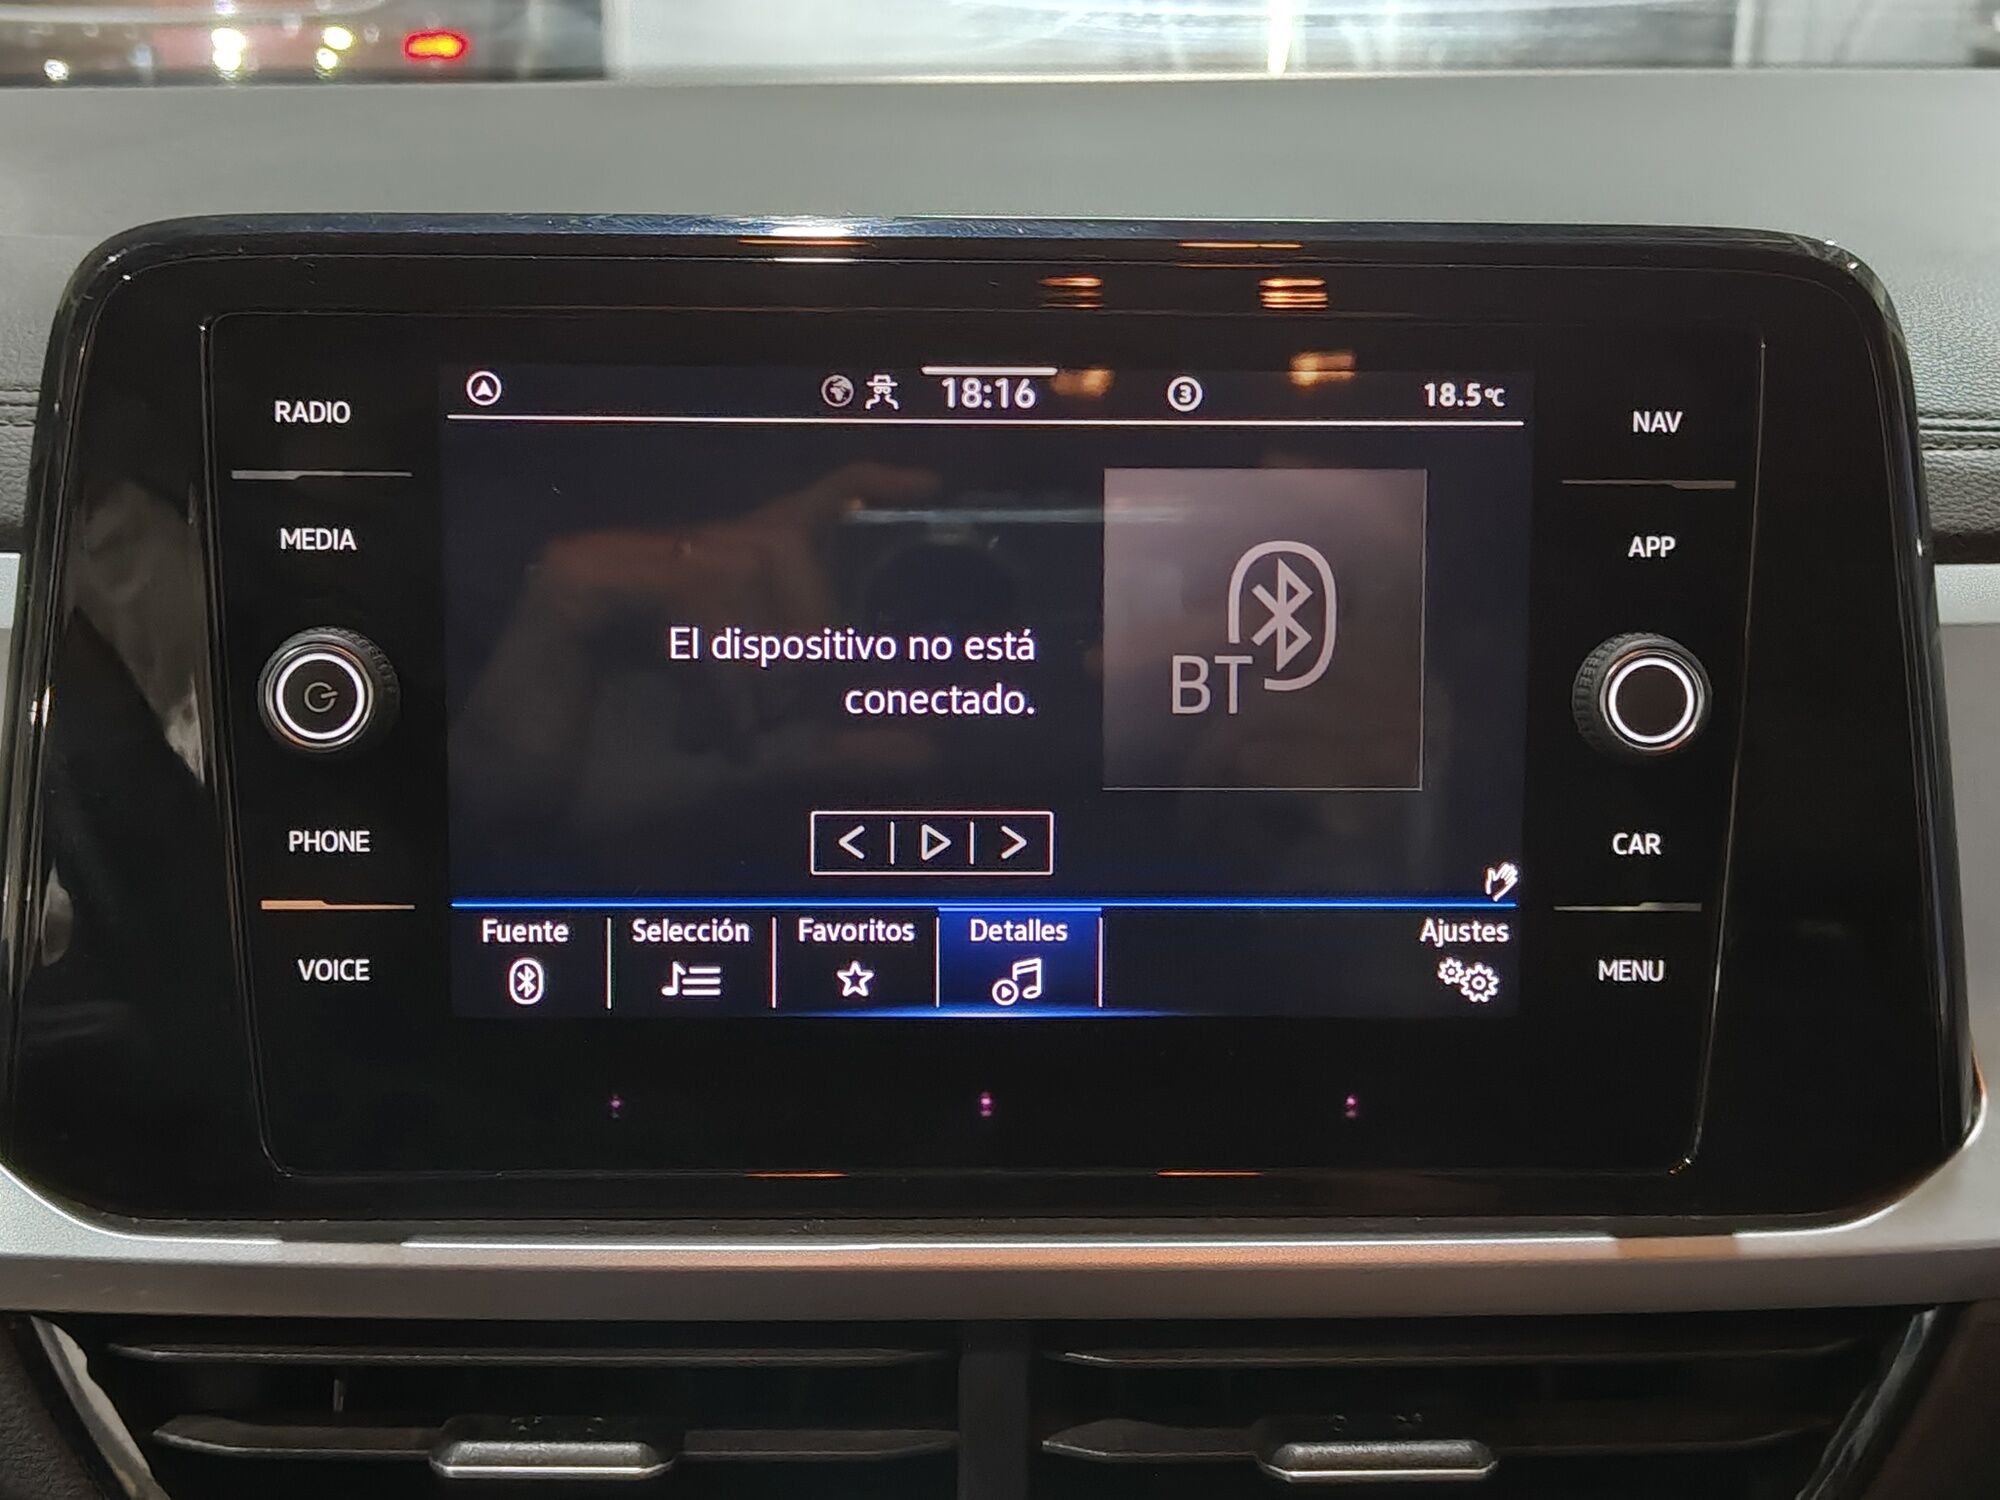 18:16
3
18.5°C
RADIO
NAV
MEDIA
APP
El dispositivo no está
conectado.
BT
PHONE
CAR
Fuente
Selección
Favoritos
Detalles
Ajustes
VOICE
MENU